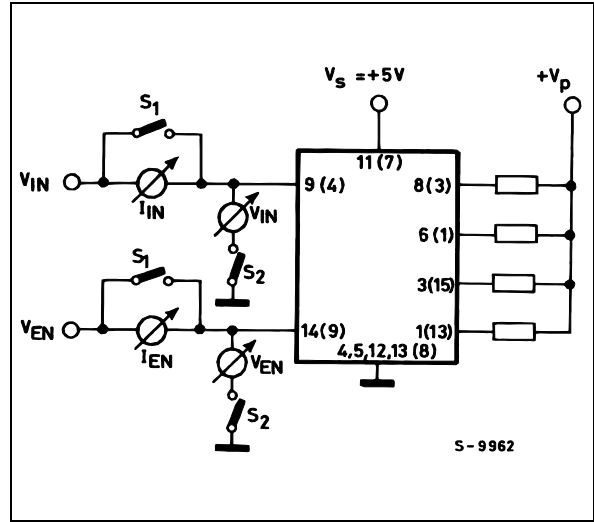 Vs = +5V
+Vp
S1
11(7)
VIN
IIN
9(4)
8(3)
VIN
S2
6(1)
S1
3(15)
VEN
IEN
14(9)
1(13)
4,5,12,13(8)
VEN
S2
S-9962